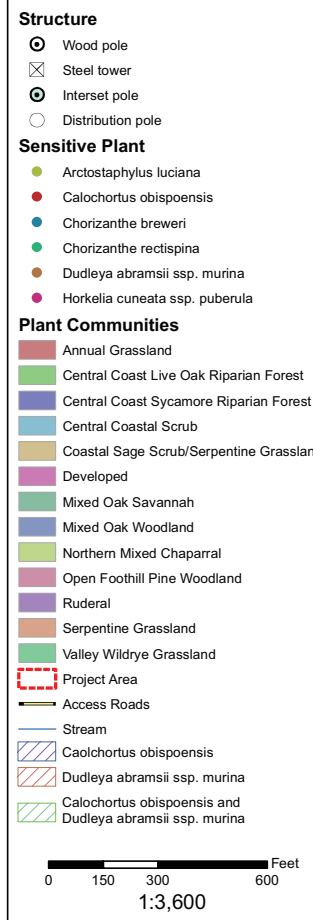 Structure
Wood pole
Steel tower
Interset pole
Distribution pole
Sensitive Plant
Arctostaphylus luciana
Calochortus obispoensis
Chorizanthe breweri
Chorizanthe rectispina
Dudleya abramsii ssp. murina
Horkelia cuneata ssp. puberula
Plant Communities
Annual Grassland
Central Coast Live Oak Riparian Forest
Central Coast Sycamore Riparian Forest
Central Coastal Scrub
Coastal Sage Scrub/Serpentine Grasslan
Developed
Mixed Oak Savannah
Mixed Oak Woodland
Northern Mixed Chaparral
Open Foothill Pine Woodland
Ruderal
Serpentine Grassland
Valley Wildrye Grassland
Project Area
Access Roads
Stream
Caolchortus obispoensis
Dudleya abramsii ssp. murina
Calochortus obispoensis and
Dudleya abramsii ssp. murina
Feet
0 150 300 600
1:3,600